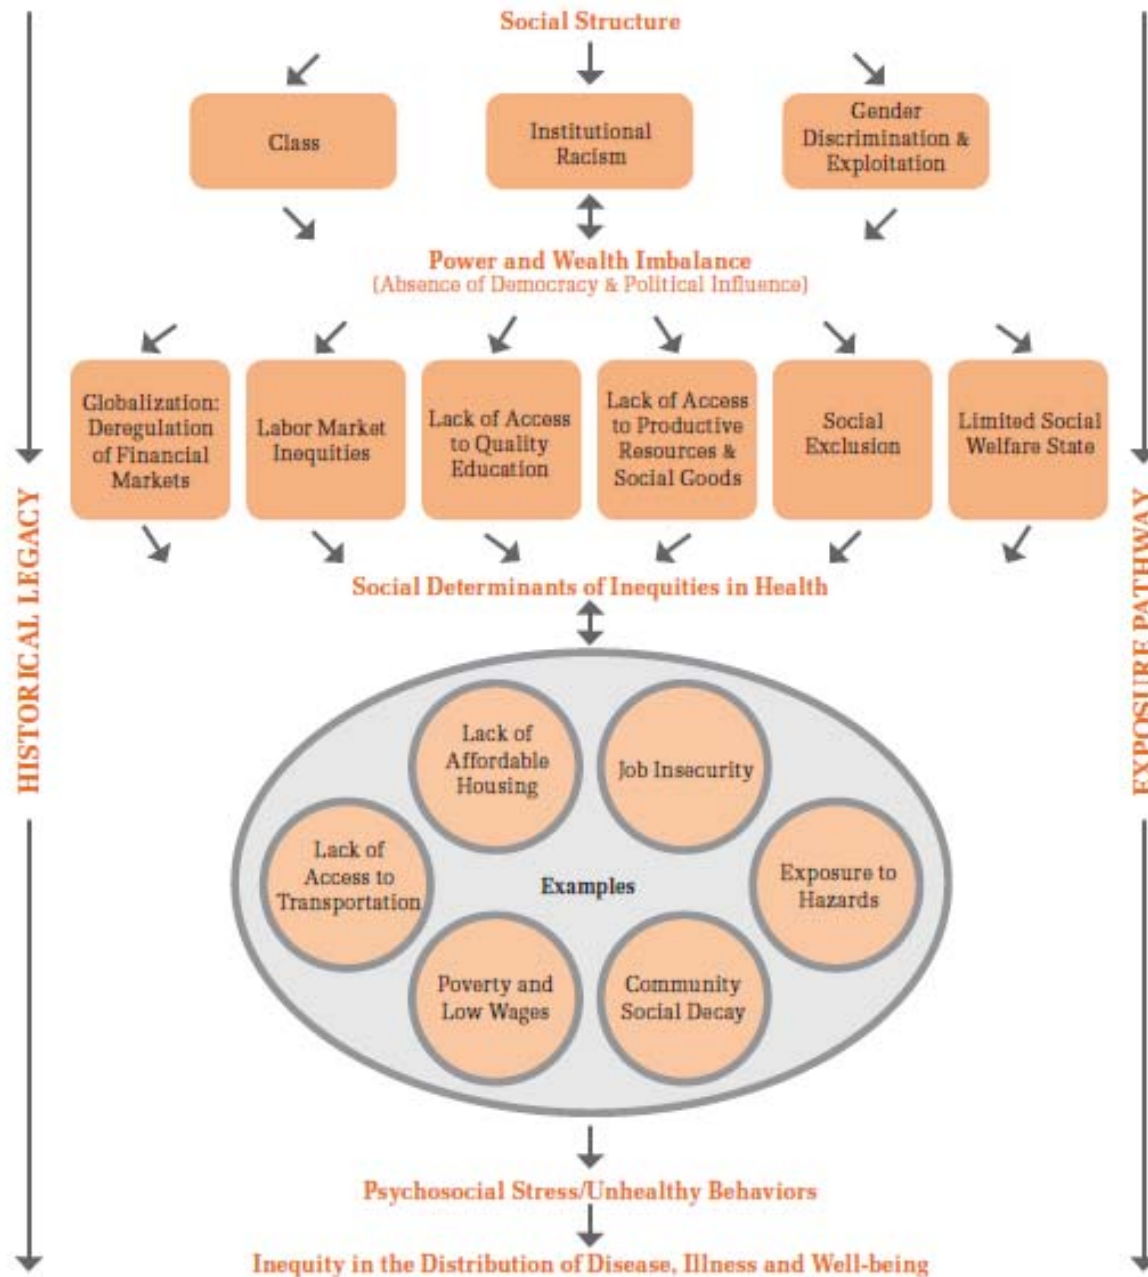 Social Structure
Class
Institutional
Racism
Gender
Discrimination &
Exploitation
Power and Wealth Imbalance
(Absence of Democracy & Political Influence)
Globalization:
Deregulation
of Financial
Markets
Labor Market
Inequities
Lack of Access
to Quality
Education
Lack of Access
to Productive
Resources &
Social Goods
Social
Exclusion
Limited Social
Welfare State
HISTORICAL LEGACY
EXPOSURE PATHWAY
Social Determinants of Inequities in Health
Lack of
Affordable
Housing
Job Insecurity
Lack of
Access to
Transportation
Examples
Exposure to
Hazards
Poverty and
Low Wages
Community
Social Decay
Psychosocial Stress/Unhealthy Behaviors
Inequity in the Distribution of Disease, Illness and Well-being